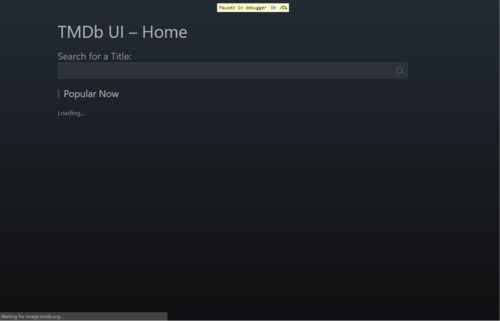 Paused in debugger
TMDb UI – Home
Search for a Title:
Popular Now
Loading...
Waiting for image.tmdb.org...